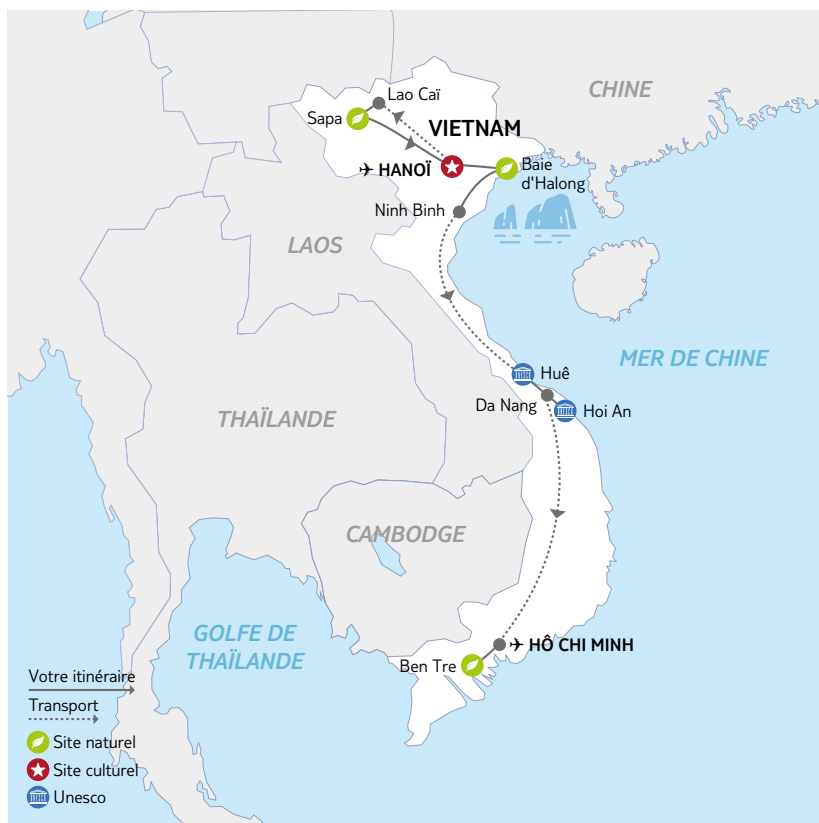 CHINE
Lao Caï
Sapa
VIETNAM
HANOÏ
Baie
d'Halong
Ninh Binh
LAOS
MER DE CHINE
Huê
Da Nang
Hoi An
THAÏLANDE
CAMBODGE
GOLFE DE
THAÏLANDE
HÔ CHI MINH
Ben Tre
Votre itinéraire
Transport
Site naturel
Site culturel
Unesco